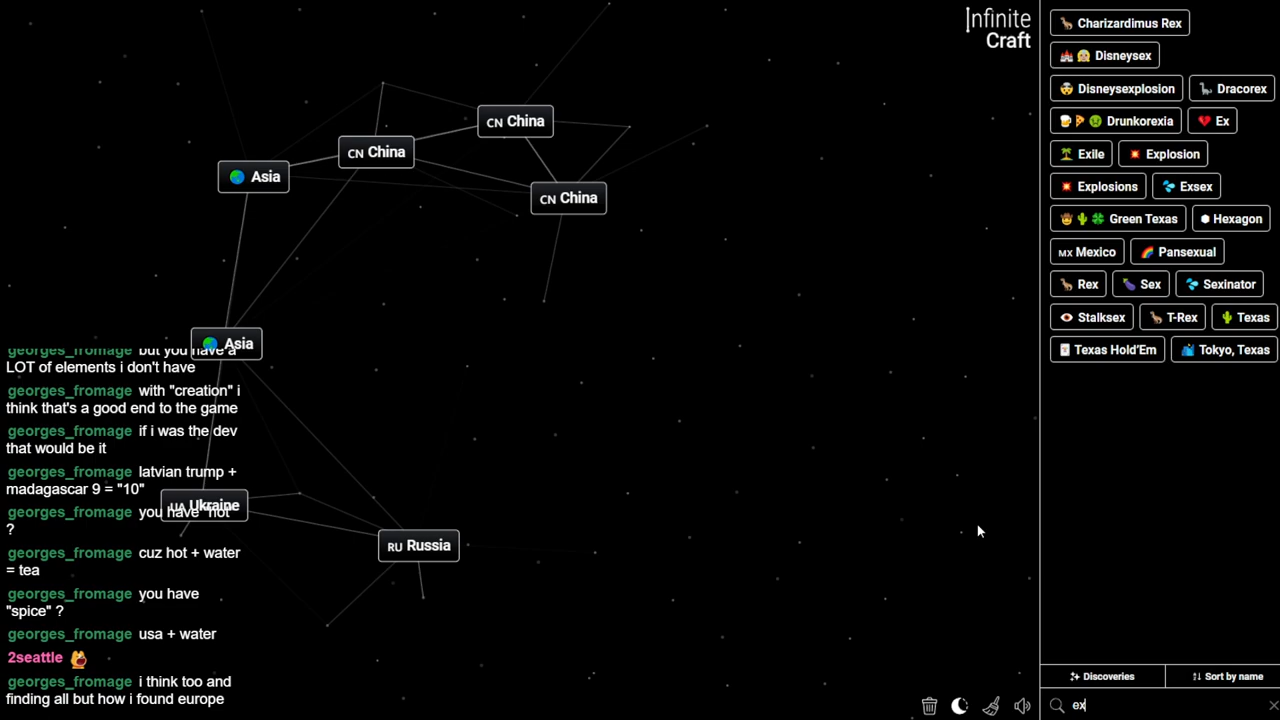 Infinite
Craft
CN China
CN China
Asia
CN China
Asia
Ukraine
RU Russia
georges_fromage but you have a
LOT of elements i don't have
georges_fromage with "creation" i
think that's a good end to the game
georges_fromage if i was the dev
that would be it
georges_fromage latvian trump +
madagascar 9 = "10"
georges_fromage you have "hot"
?
georges_fromage cuz hot + water
= tea
georges_fromage you have
"spice" ?
georges_fromage usa + water
2seattle
georges_fromage i think too and
finding all but how i found europe
Charizardimus Rex
Disneysex
Disneysexplosion Dracorex
Drunkorexia Ex
Exile Explosion
Explosions Exsex
Green Texas Hexagon
MX Mexico Pansexual
Rex Sex Sexinator
Stalksex T-Rex Texas
Texas Hold'Em Tokyo, Texas
Discoveries Sort by name
ex